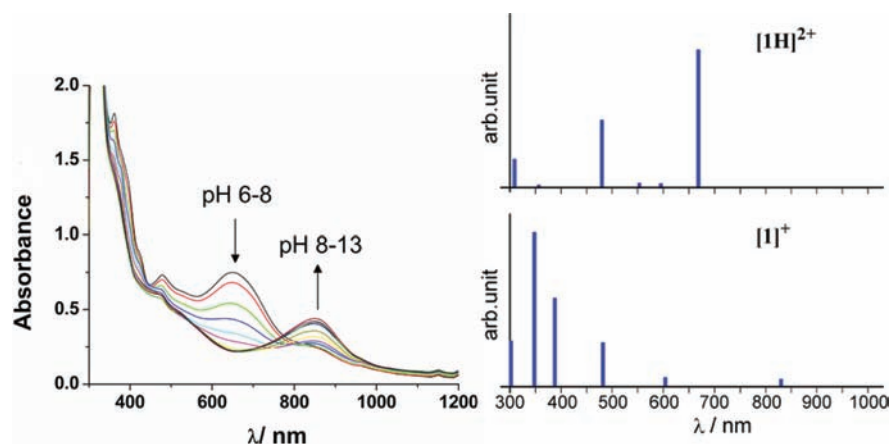 Absorbance
2.0
1.5
1.0
0.5
0.0
pH 6-8
pH 8-13
400 600 800 1000 1200
λ/ nm
arb.unit
[1H]²⁺
arb.unit
[1]⁺
300 400 500 600 700 800 900 1000
λ / nm